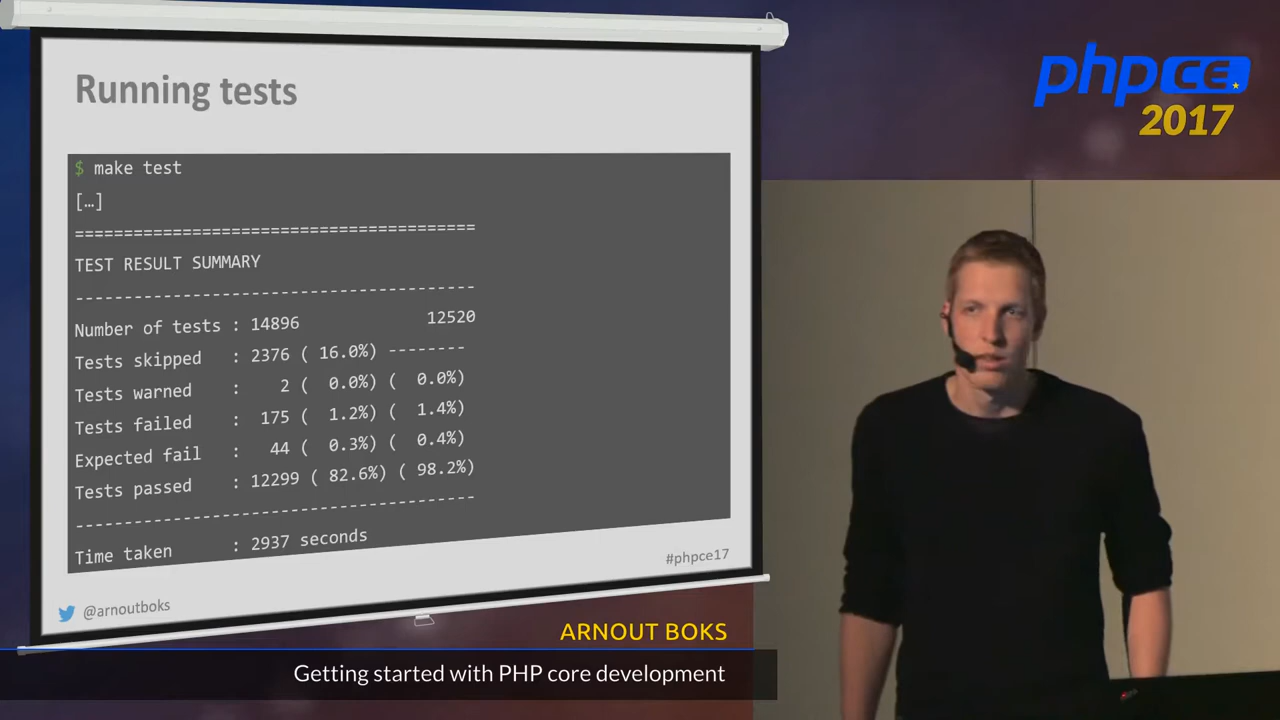 Running tests
$ make test
[…]
=========================================
TEST RESULT SUMMARY
-----------------------------------------
Number of tests : 14896 12520
Tests skipped : 2376 ( 16.0%) --------
Tests warned : 2 ( 0.0%) ( 0.0%)
Tests failed : 175 ( 1.2%) ( 1.4%)
Expected fail : 44 ( 0.3%) ( 0.4%)
Tests passed : 12299 ( 82.6%) ( 98.2%)
-----------------------------------------
Time taken : 2937 seconds
#phpce17
@arnoutboks
phpce
2017
ARNOUT BOKS
Getting started with PHP core development